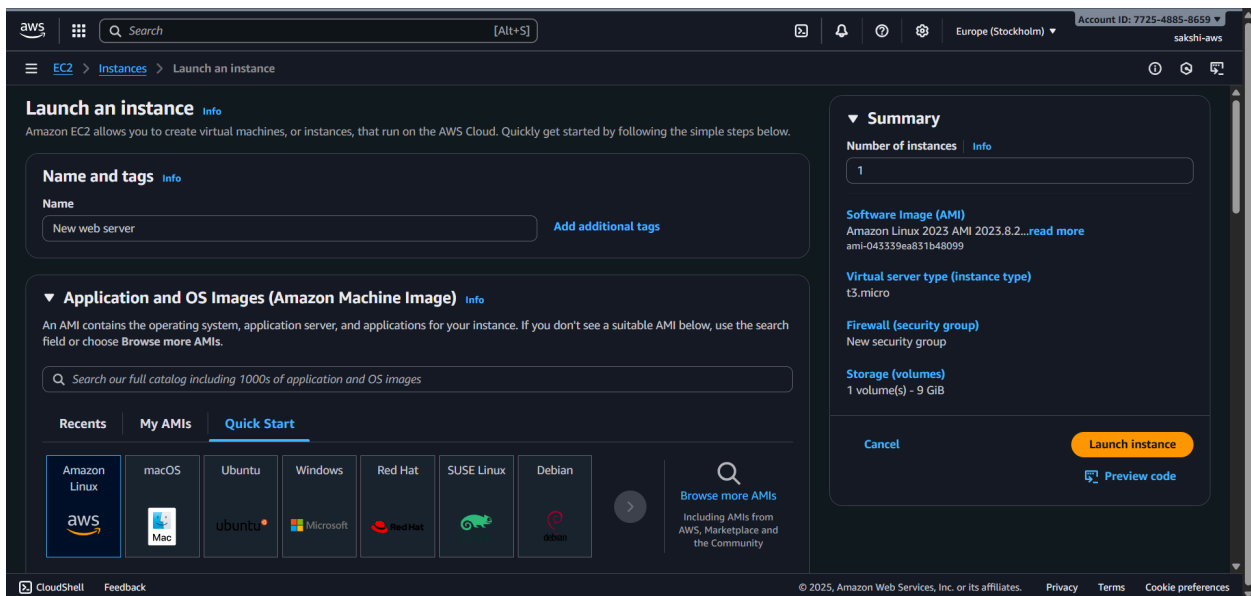 aws
Search [Alt+S]
Europe (Stockholm) ▼
Account ID: 7725-4885-8659 ▼
sakshi-aws
EC2 > Instances > Launch an instance
Launch an instance Info
Amazon EC2 allows you to create virtual machines, or instances, that run on the AWS Cloud. Quickly get started by following the simple steps below.
Name and tags Info
Name
New web server
Add additional tags
▼ Application and OS Images (Amazon Machine Image) Info
An AMI contains the operating system, application server, and applications for your instance. If you don't see a suitable AMI below, use the search
field or choose Browse more AMIs.
Search our full catalog including 1000s of application and OS images
Recents My AMIs Quick Start
Amazon
Linux
aws
macOS
Mac
Ubuntu
ubuntu
Windows
Microsoft
Red Hat
Red Hat
SUSE Linux
Debian
debian
Browse more AMIs
Including AMIs from
AWS, Marketplace and
the Community
▼ Summary
Number of instances Info
1
Software Image (AMI)
Amazon Linux 2023 AMI 2023.8.2...read more
ami-043339ea831b48099
Virtual server type (instance type)
t3.micro
Firewall (security group)
New security group
Storage (volumes)
1 volume(s) - 9 GiB
Cancel
Launch instance
Preview code
CloudShell Feedback
© 2025, Amazon Web Services, Inc. or its affiliates. Privacy Terms Cookie preferences